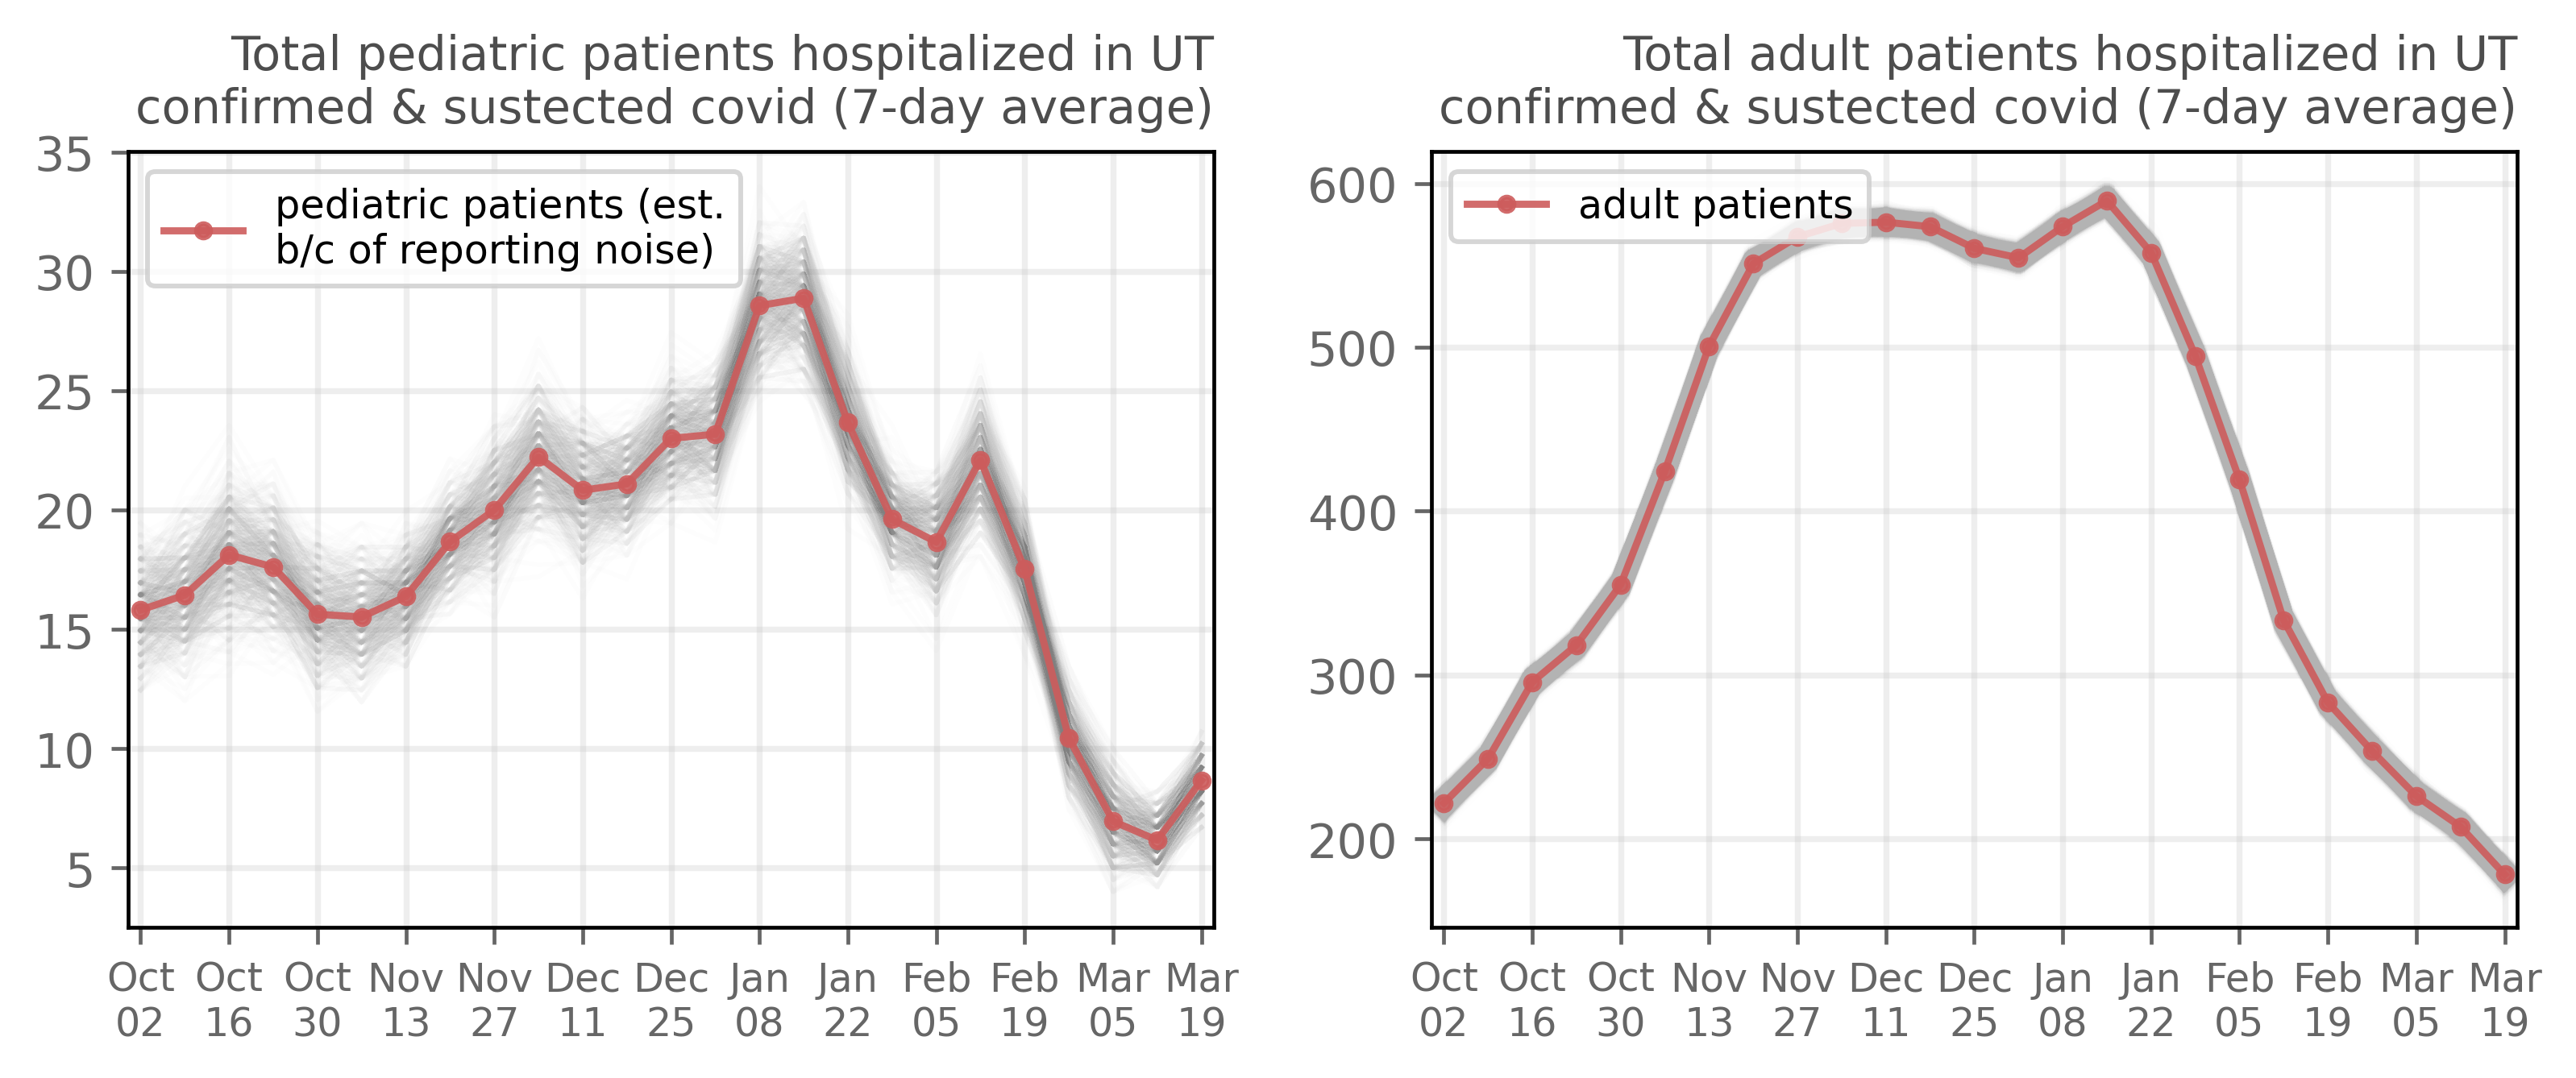 Total pediatric patients hospitalized in UT
confirmed & sustected covid (7-day average)
35
30
25
20
15
10
5
pediatric patients (est.
b/c of reporting noise)
Oct Oct Oct Nov Nov Dec Dec Jan Jan Feb Feb Mar Mar
02 16 30 13 27 11 25 08 22 05 19 05 19
Total adult patients hospitalized in UT
confirmed & sustected covid (7-day average)
600
500
400
300
200
adult patients
Oct Oct Oct Nov Nov Dec Dec Jan Jan Feb Feb Mar Mar
02 16 30 13 27 11 25 08 22 05 19 05 19